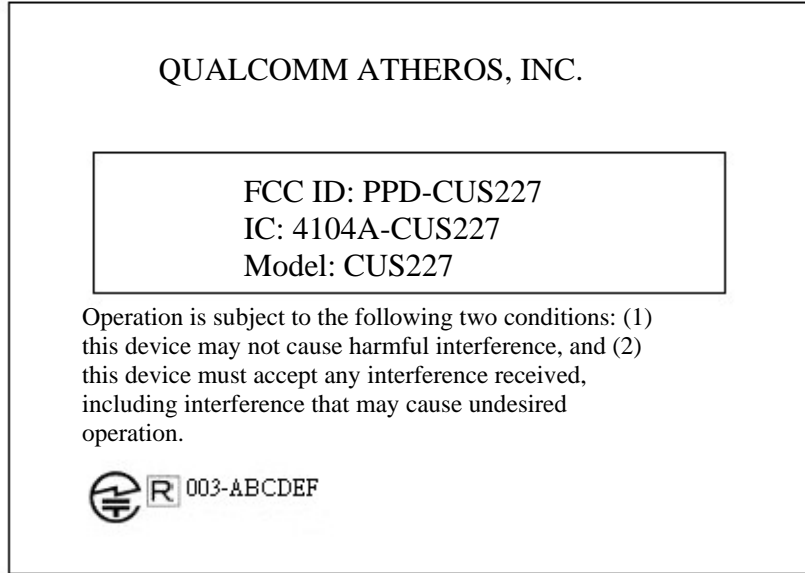 QUALCOMM ATHEROS, INC.
FCC ID: PPD-CUS227
IC: 4104A-CUS227
Model: CUS227
Operation is subject to the following two conditions: (1)
this device may not cause harmful interference, and (2)
this device must accept any interference received,
including interference that may cause undesired
operation.
R 003-ABCDEF